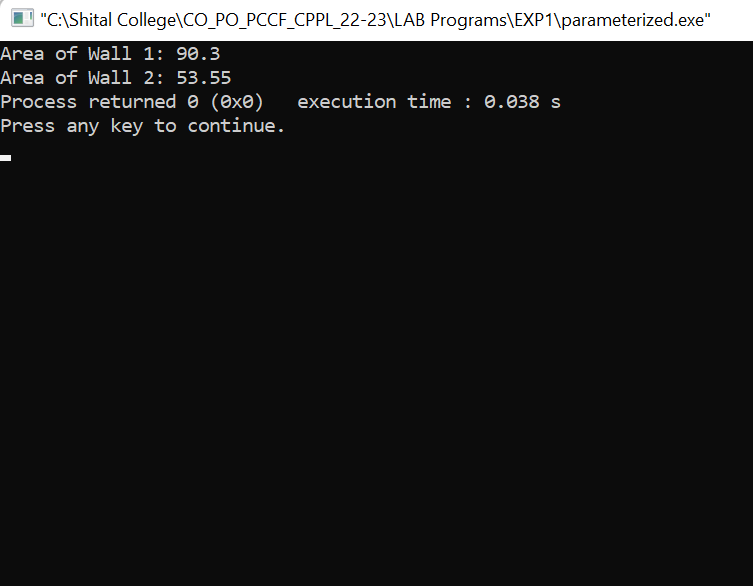 "C:\Shital College\CO_PO_PCCF_CPPL_22-23\LAB Programs\EXP1\parameterized.exe"
Area of Wall 1: 90.3
Area of Wall 2: 53.55
Process returned 0 (0x0)   execution time : 0.038 s
Press any key to continue.